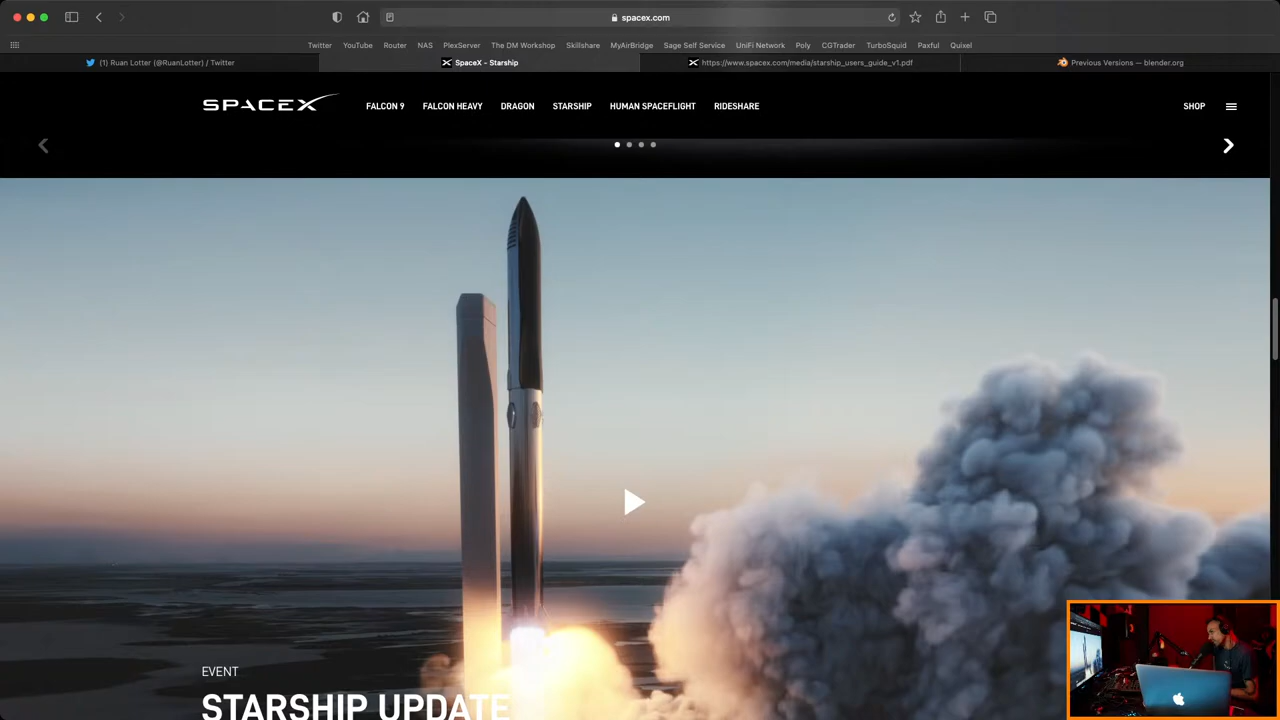 spacex.com
Twitter YouTube Router NAS PlexServer The DM Workshop Skillshare MyAirBridge Sage Self Service UniFi Network Poly CGTrader TurboSquid Paxful Quixel
(1) Ruan Lotter (@RuanLotter) / Twitter
SpaceX - Starship
https://www.spacex.com/media/starship_users_guide_v1.pdf
Previous Versions — blender.org
SPACEX FALCON 9 FALCON HEAVY DRAGON STARSHIP HUMAN SPACEFLIGHT RIDESHARE SHOP
EVENT
STARSHIP UPDATE